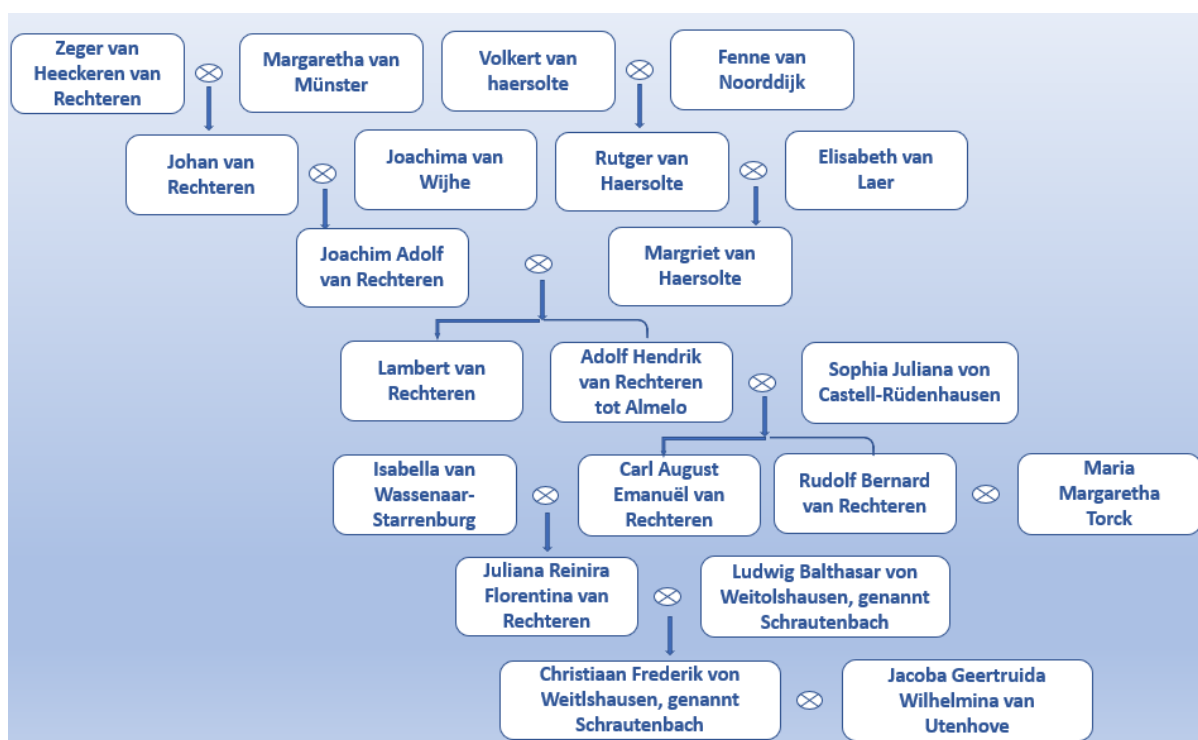 Zeger van
Heeckeren van
Rechteren
Margaretha van
Münster
Volkert van
haersolte
Fenne van
Noorddijk
Johan van
Rechteren
Joachima van
Wijhe
Rutger van
Haersolte
Elisabeth van
Laer
Joachim Adolf
van Rechteren
Margriet van
Haersolte
Lambert van
Rechteren
Adolf Hendrik
van Rechteren
tot Almelo
Sophia Juliana von
Castell-Rüdenhausen
Isabella van
Wassenaar-
Starrenburg
Carl August
Emanuël van
Rechteren
Rudolf Bernard
van Rechteren
Maria
Margaretha
Torck
Juliana Reinira
Florentina van
Rechteren
Ludwig Balthasar von
Weitolshausen, genannt
Schrautenbach
Christiaan Frederik von
Weitlshausen, genannt
Schrautenbach
Jacoba Geertruida
Wilhelmina van
Utenhove